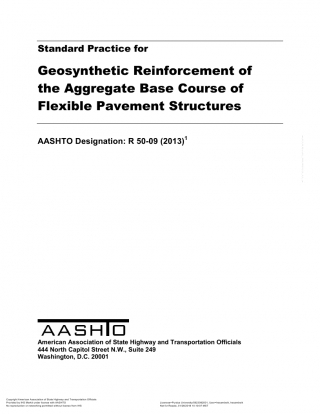 Standard Practice for
Geosynthetic Reinforcement of
the Aggregate Base Course of
Flexible Pavement Structures
AASHTO Designation: R 50-09 (2013)1
AASHTO
American Association of State Highway and Transportation Officials
444 North Capitol Street N.W., Suite 249
Washington, D.C. 20001